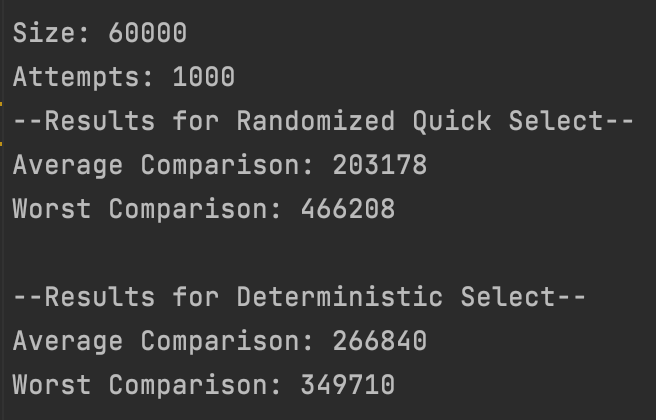 Size: 60000
Attempts: 1000
--Results for Randomized Quick Select--
Average Comparison: 203178
Worst Comparison: 466208
--Results for Deterministic Select--
Average Comparison: 266840
Worst Comparison: 349710